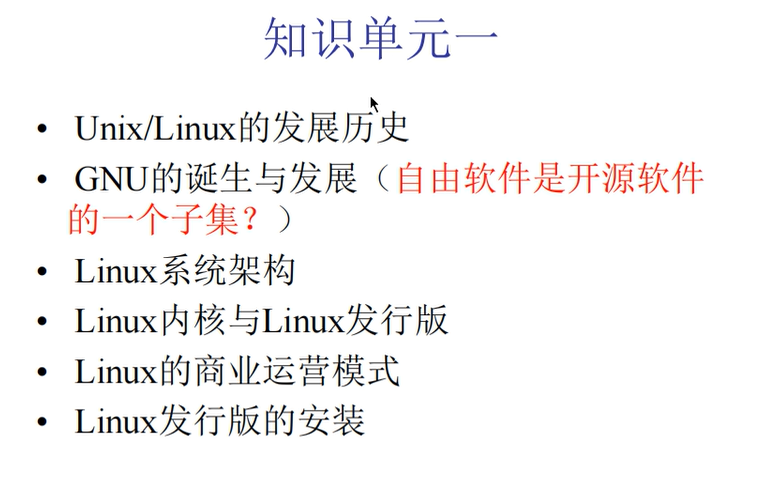 知识单元一
• Unix/Linux的发展历史
• GNU的诞生与发展（自由软件是开源软件
的一个子集？）
• Linux系统架构
• Linux内核与Linux发行版
• Linux的商业运营模式
• Linux发行版的安装